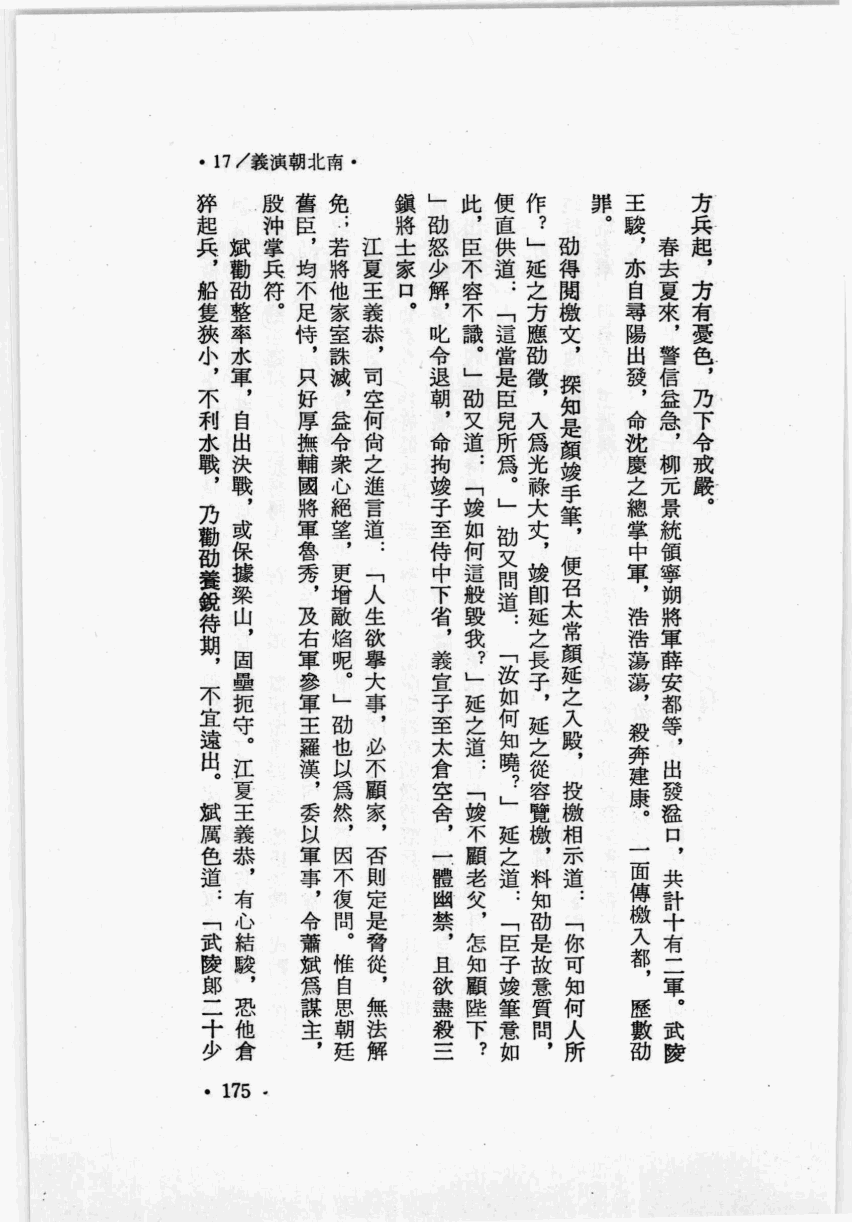 •17／義演朝北南•
方兵起，方有憂色，乃下令戒嚴。
春去夏來，警信益急，柳元景統領寧朔將軍薛安都等，出發湓口，共計十有二軍。武陵
王駿，亦自尋陽出發，命沈慶之總掌中軍，浩浩蕩蕩，殺奔建康。一面傳檄入都，歷數劭
罪。
劭得閱檄文，探知是顏竣手筆，便召太常顏延之入殿，投檄相示道：「你可知何人所
作？」延之方應劭徵，入爲光祿大丈，竣卽延之長子，延之從容覽檄，料知劭是故意質問，
便直供道：「這當是臣兒所爲。」劭又問道：「汝如何知曉？」延之道：「臣子竣筆意如
此，臣不容不識。」劭又道：「竣如何這般毀我？」延之道：「竣不顧老父，怎知顧陛下？
」劭怒少解，叱令退朝，命拘竣子至侍中下省，義宣子至太倉空舍，一體幽禁，且欲盡殺三
鎭將士家口。
江夏王義恭，司空何尙之進言道：「人生欲擧大事，必不顧家，否則定是脅從，無法解
免；若將他家室誅滅，益令衆心絕望，更增敵焰呢。」劭也以爲然，因不復問。惟自思朝廷
舊臣，均不足恃，只好厚撫輔國將軍魯秀，及右軍參軍王羅漢，委以軍事，令蕭斌爲謀主，
殷沖掌兵符。
斌勸劭整率水軍，自出決戰，或保據梁山，固壘扼守。江夏王義恭，有心結駿，恐他倉
猝起兵，船隻狹小，不利水戰，乃勸劭養銳待期，不宜遠出。斌厲色道：「武陵郎二十少
•175•